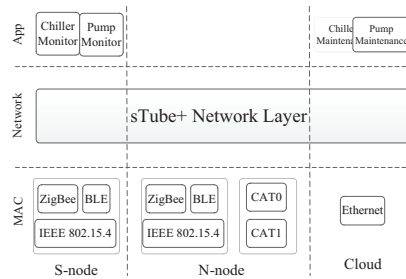 App
Chiller
Monitor
Pump
Monitor
Pump
Maintenance
Network
sTube+ Network Layer
MAC
ZigBee
BLE
IEEE 802.15.4
ZigBee
BLE
IEEE 802.15.4
CAT0
CAT1
Ethernet
S-node
N-node
Cloud